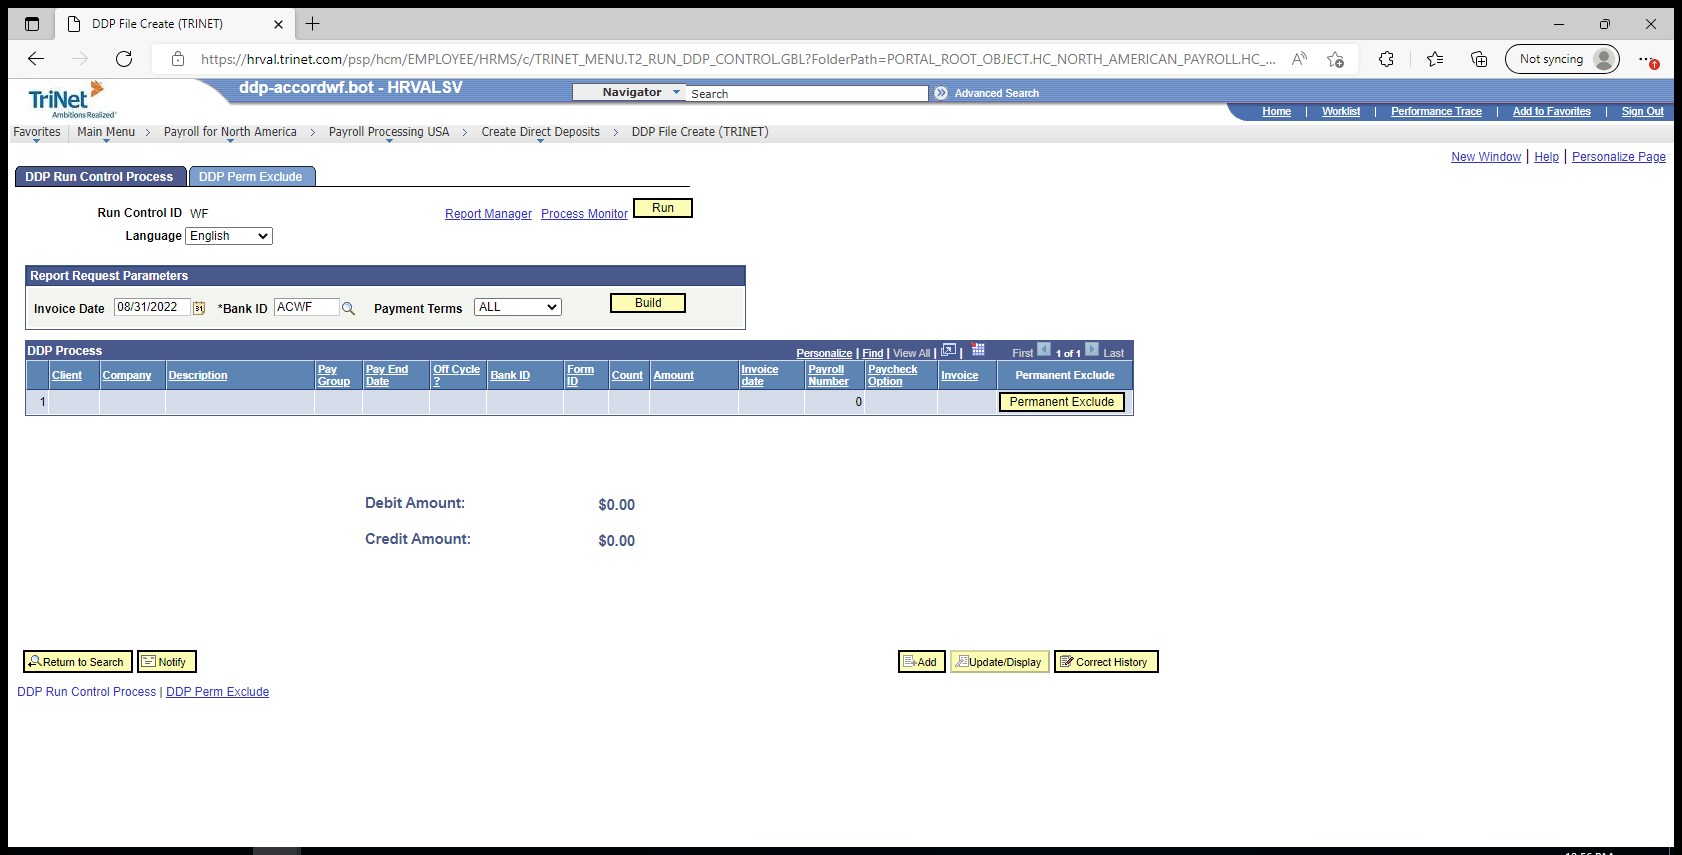 DDP File Create (TRINET)
https://hrval.trinet.com/psp/hcm/EMPLOYEE/HRMS/c/TRINET_MENU.T2_RUN_DDP_CONTROL.GBL?FolderPath=PORTAL_ROOT_OBJECT.HC_NORTH_AMERICAN_PAYROLL.HC_...
Not syncing
TriNet
Ambitions Realized
ddp-accordwf.bot - HRVALSV
Navigator
Search
Advanced Search
Home | Worklist | Performance Trace | Add to Favorites | Sign Out
Favorites Main Menu > Payroll for North America > Payroll Processing USA > Create Direct Deposits > DDP File Create (TRINET)
New Window | Help | Personalize Page
DDP Run Control Process DDP Perm Exclude
Run Control ID WF Report Manager Process Monitor Run
Language English
Report Request Parameters
Invoice Date 08/31/2022 *Bank ID ACWF Payment Terms ALL Build
DDP Process Personalize | Find | View All | First 1 of 1 Last
Client Company Description Pay Group Pay End Date Off Cycle ? Bank ID Form ID Count Amount Invoice date Payroll Number Paycheck Option Invoice Permanent Exclude
1 0 Permanent Exclude
Debit Amount: $0.00
Credit Amount: $0.00
Return to Search Notify Add Update/Display Correct History
DDP Run Control Process | DDP Perm Exclude